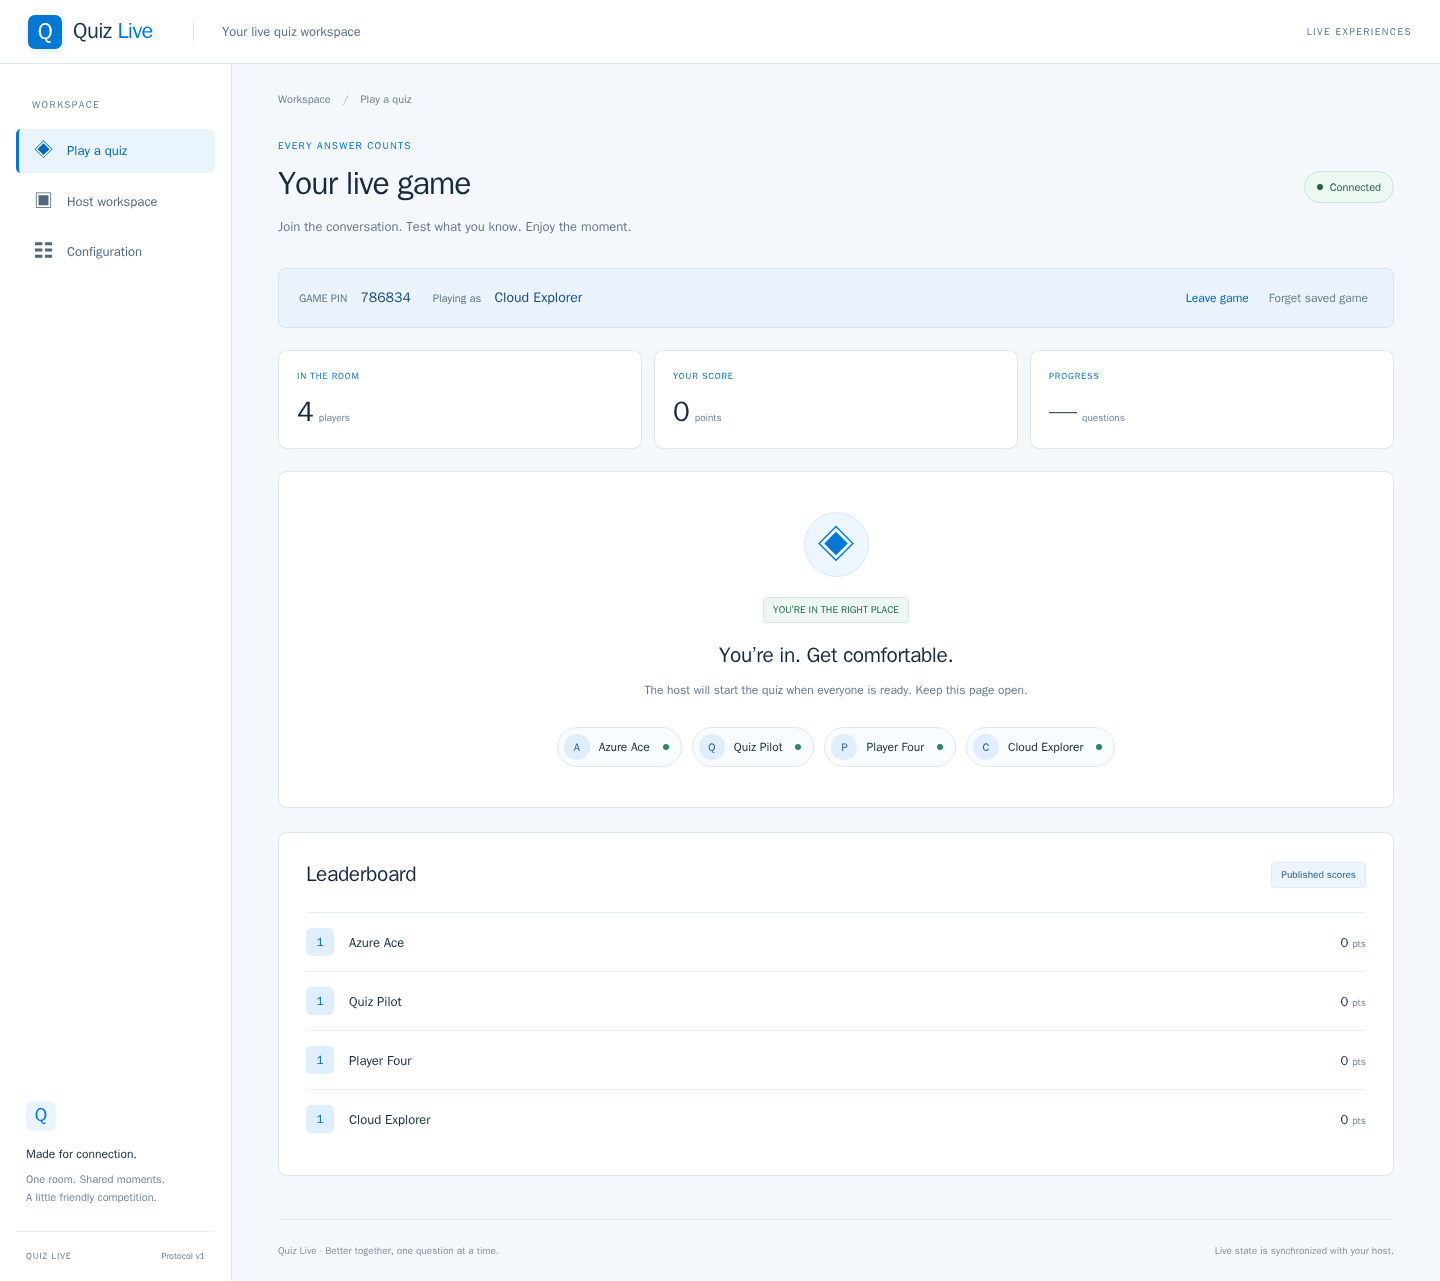 Q Quiz Live
Your live quiz workspace
LIVE EXPERIENCES
WORKSPACE
Play a quiz
Host workspace
Configuration
Q
Made for connection.
One room. Shared moments.
A little friendly competition.
QUIZ LIVE Protocol v1
Workspace / Play a quiz
EVERY ANSWER COUNTS
Your live game
Connected
Join the conversation. Test what you know. Enjoy the moment.
GAME PIN 786834 Playing as Cloud Explorer Leave game Forget saved game
IN THE ROOM
4 players
YOUR SCORE
0 points
PROGRESS
— questions
YOU'RE IN THE RIGHT PLACE
You’re in. Get comfortable.
The host will start the quiz when everyone is ready. Keep this page open.
A Azure Ace Q Quiz Pilot P Player Four C Cloud Explorer
Leaderboard Published scores
1 Azure Ace 0 pts
1 Quiz Pilot 0 pts
1 Player Four 0 pts
1 Cloud Explorer 0 pts
Quiz Live · Better together, one question at a time. Live state is synchronized with your host.